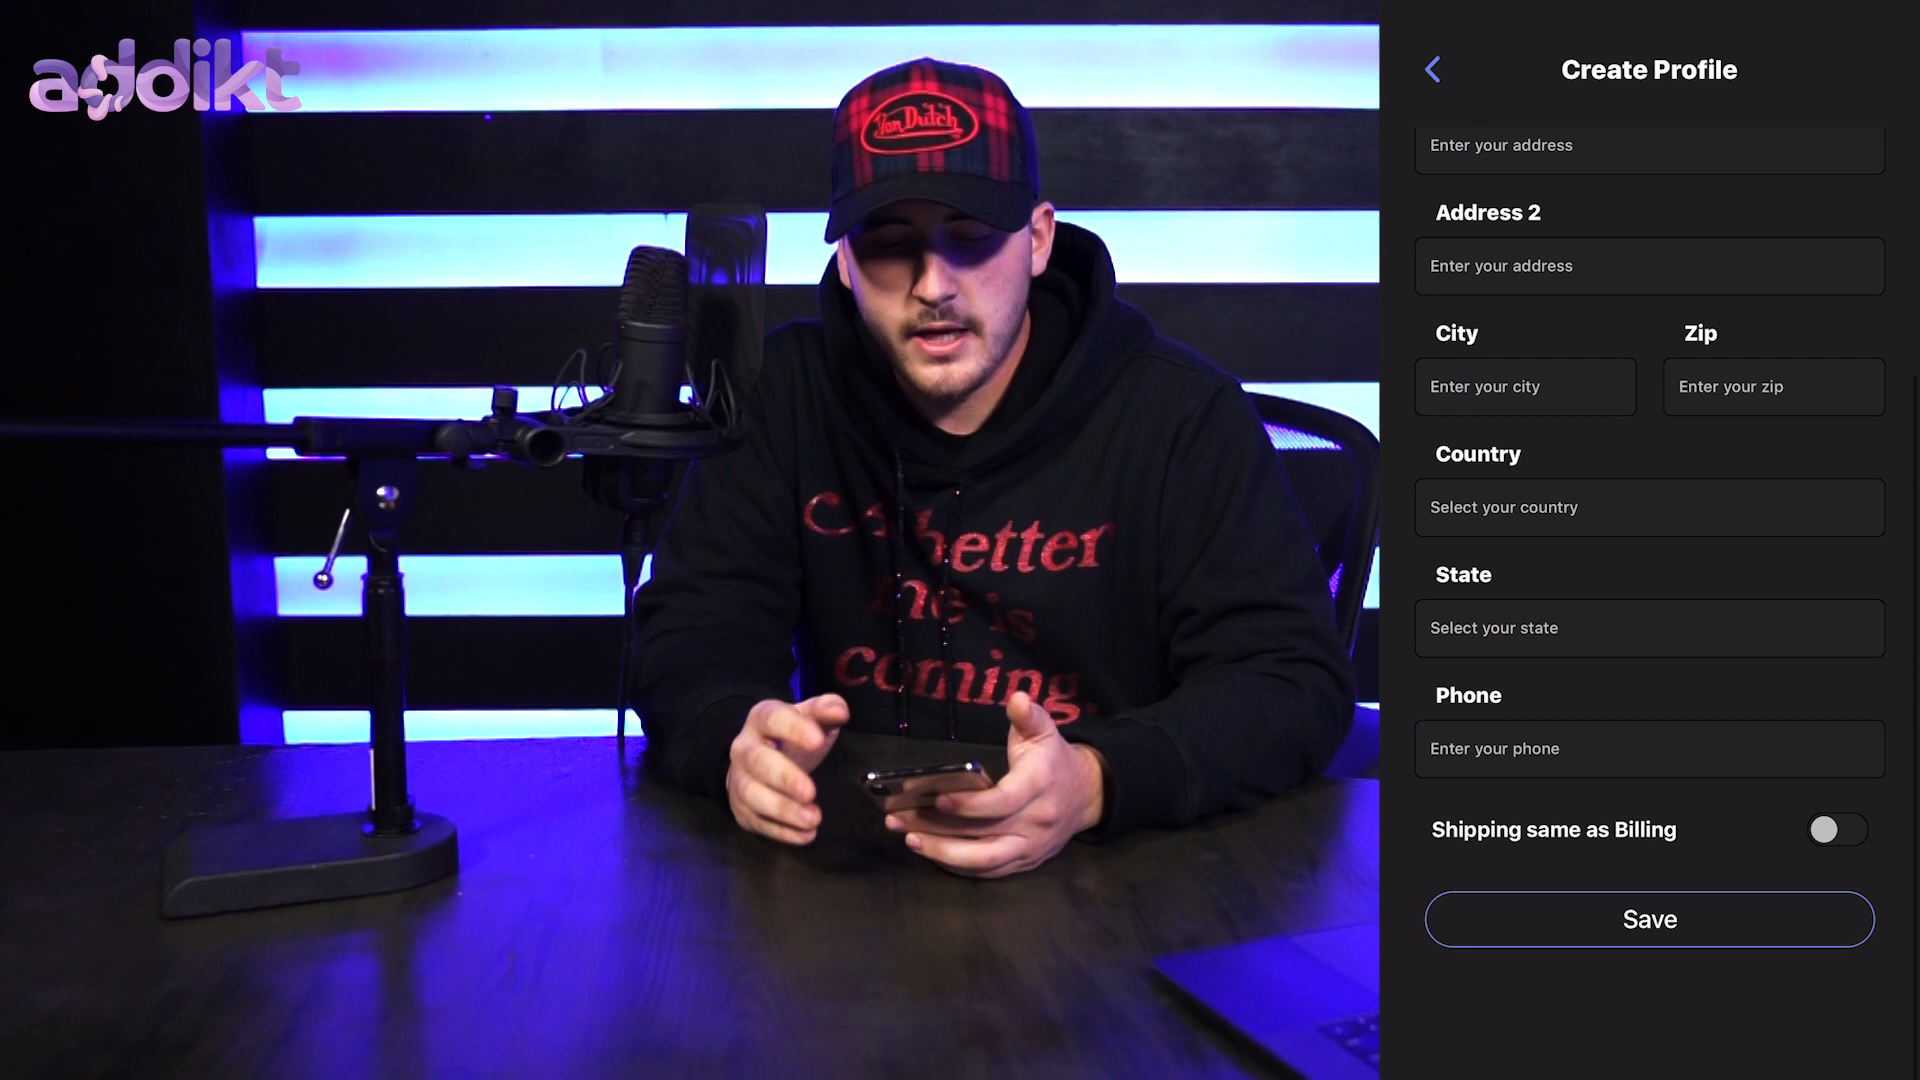 addikt
Von Dutch
better
me is
coming.
Create Profile
Enter your address
Address 2
Enter your address
City
Zip
Enter your city
Enter your zip
Country
Select your country
State
Select your state
Phone
Enter your phone
Shipping same as Billing
Save